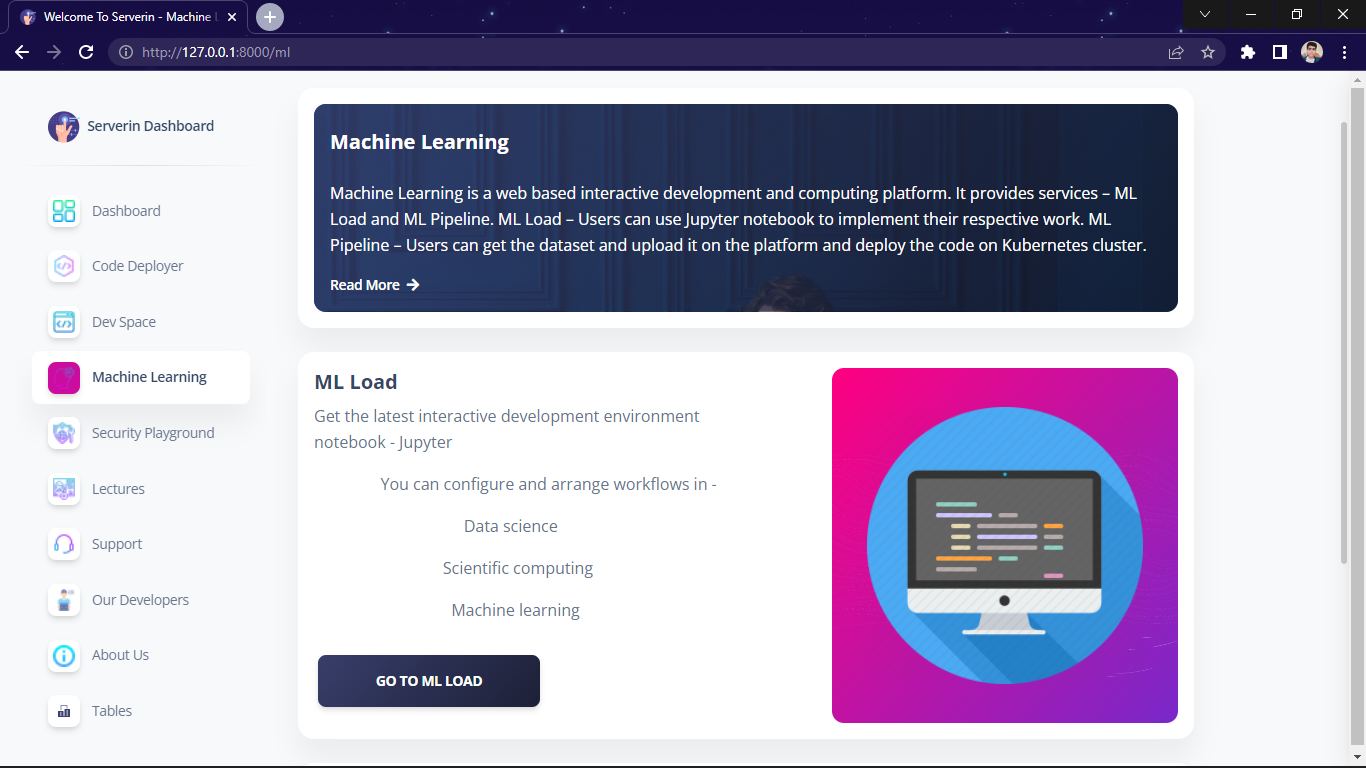 Welcome To Serverin - Machine L
http://127.0.0.1:8000/ml
Serverin Dashboard
Dashboard
Code Deployer
Dev Space
Machine Learning
Security Playground
Lectures
Support
Our Developers
About Us
Tables
Machine Learning
Machine Learning is a web based interactive development and computing platform. It provides services – ML
Load and ML Pipeline. ML Load – Users can use Jupyter notebook to implement their respective work. ML
Pipeline – Users can get the dataset and upload it on the platform and deploy the code on Kubernetes cluster.
Read More
ML Load
Get the latest interactive development environment
notebook - Jupyter
You can configure and arrange workflows in -
Data science
Scientific computing
Machine learning
GO TO ML LOAD